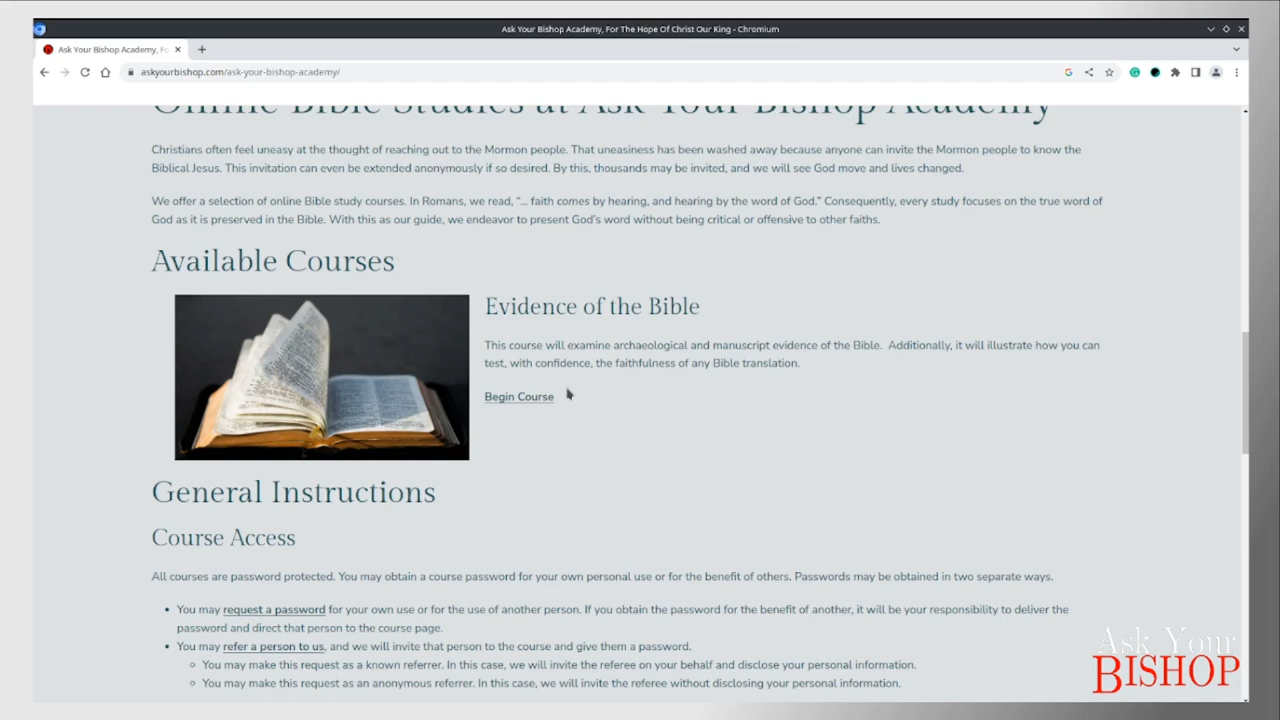 Ask Your Bishop Academy, For The Hope Of Christ Our King - Chromium
Ask Your Bishop Academy, Fo
askyourbishop.com/ask-your-bishop-academy/
Online Bible Studies at Ask Your Bishop Academy
Christians often feel uneasy at the thought of reaching out to the Mormon people. That uneasiness has been washed away because anyone can invite the Mormon people to know the
Biblical Jesus. This invitation can even be extended anonymously if so desired. By this, thousands may be invited, and we will see God move and lives changed.
We offer a selection of online Bible study courses. In Romans, we read, “… faith comes by hearing, and hearing by the word of God.” Consequently, every study focuses on the true word of
God as it is preserved in the Bible. With this as our guide, we endeavor to present God’s word without being critical or offensive to other faiths.
Available Courses
Evidence of the Bible
This course will examine archaeological and manuscript evidence of the Bible. Additionally, it will illustrate how you can
test, with confidence, the faithfulness of any Bible translation.
Begin Course
General Instructions
Course Access
All courses are password protected. You may obtain a course password for your own personal use or for the benefit of others. Passwords may be obtained in two separate ways.
• You may request a password for your own use or for the use of another person. If you obtain the password for the benefit of another, it will be your responsibility to deliver the
password and direct that person to the course page.
• You may refer a person to us, and we will invite that person to the course and give them a password.
○ You may make this request as a known referrer. In this case, we will invite the referee on your behalf and disclose your personal information.
○ You may make this request as an anonymous referrer. In this case, we will invite the referee without disclosing your personal information.
Ask Your
BISHOP